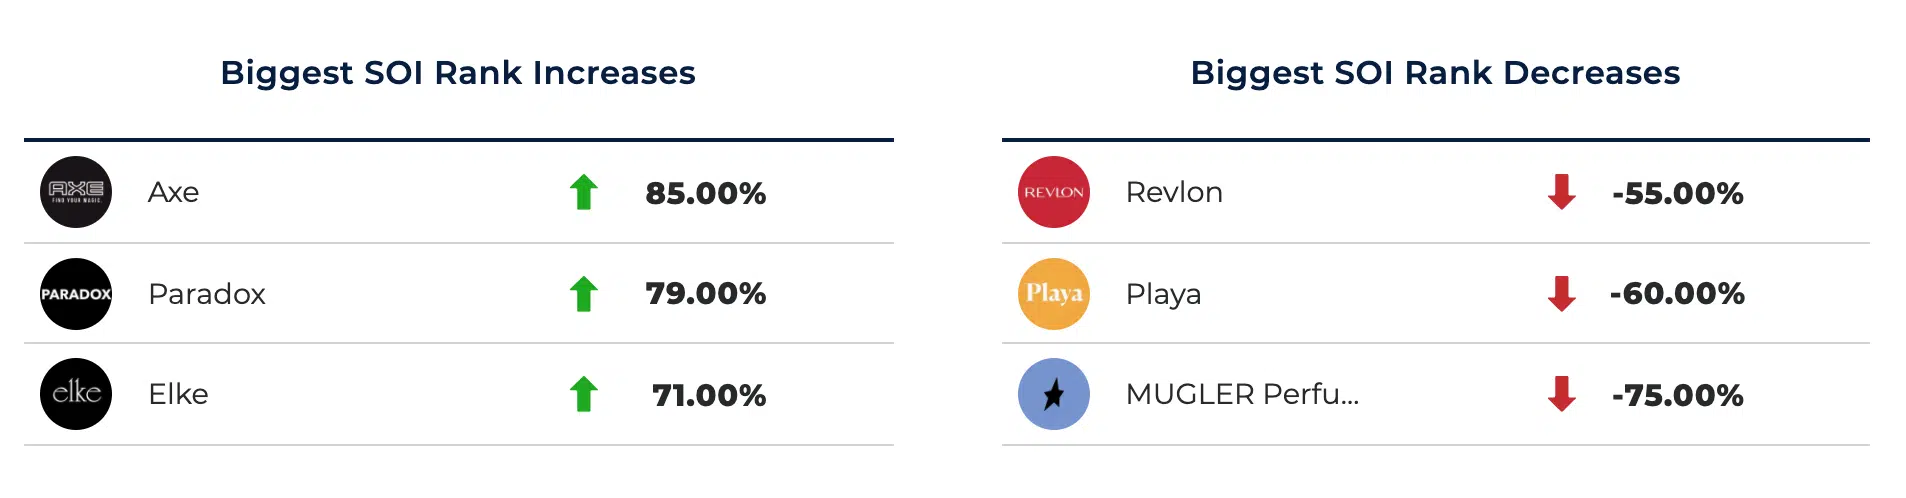 Biggest SOI Rank Increases
AXE
FIND YOUR MAGIC.
Axe 85.00%
PARADOX
Paradox 79.00%
elke
Elke 71.00%
Biggest SOI Rank Decreases
REVLON
Revlon -55.00%
Playa
Playa -60.00%
MUGLER Perfu... -75.00%